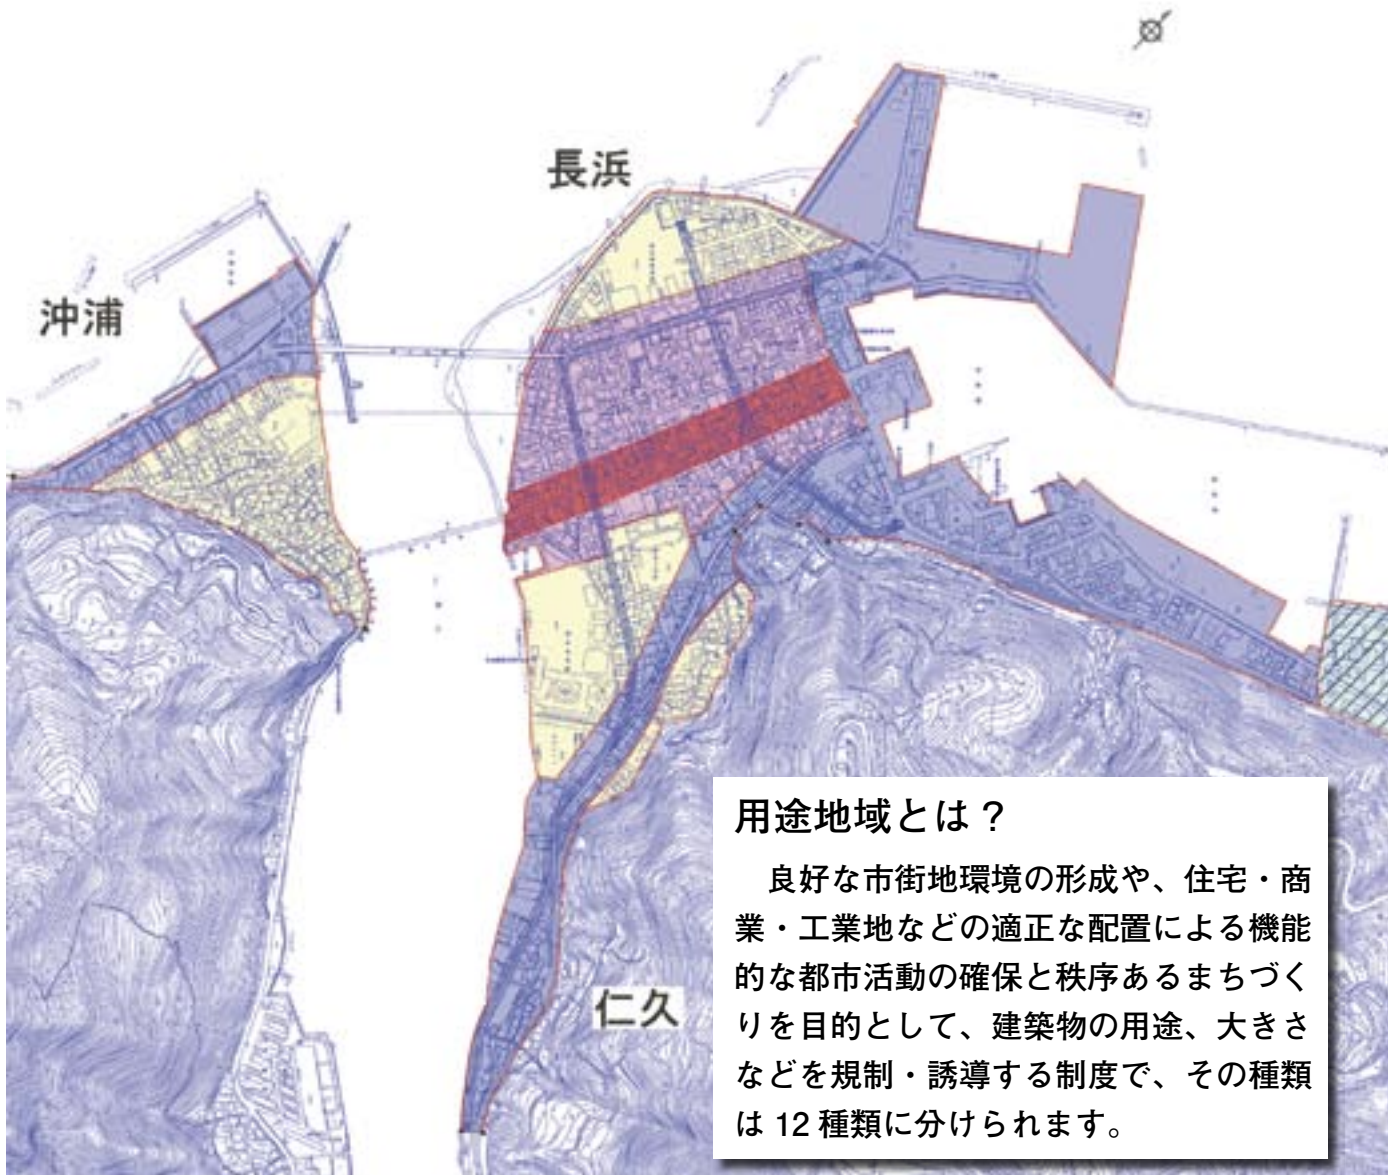 長浜
沖浦
仁久
用途地域とは？
　良好な市街地環境の形成や、住宅・商
業・工業地などの適正な配置による機能
的な都市活動の確保と秩序あるまちづく
りを目的として、建築物の用途、大きさ
などを規制・誘導する制度で、その種類
は 12 種類に分けられます。